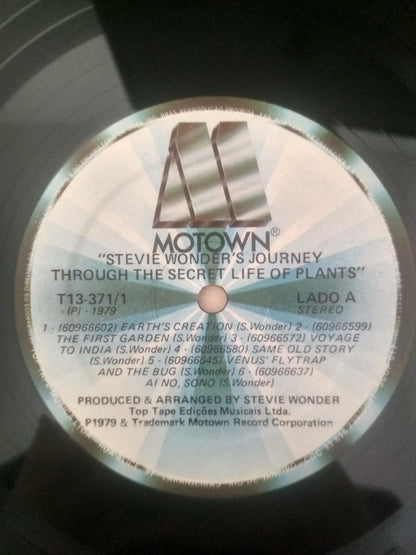 MOTOWN®
"STEVIE WONDER'S JOURNEY
THROUGH THE SECRET LIFE OF PLANTS"
T13-371/1
LADO A
-(P)- 1979
STEREO
1 - (60966602) EARTH'S CREATION (S.Wonder) 2 - (60966599)
THE FIRST GARDEN (S.Wonder) 3 - (60966572) VOYAGE
TO INDIA (S.Wonder) 4 - (60966580) SAME OLD STORY
(S.Wonder) 5 - (60966645) VENUS' FLYTRAP
AND THE BUG (S.Wonder) 6 - (60966637)
AI NO, SONO (S.Wonder)
PRODUCED & ARRANGED BY STEVIE WONDER
Top Tape Edições Musicais Ltda.
P1979 & Trademark Motown Record Corporation